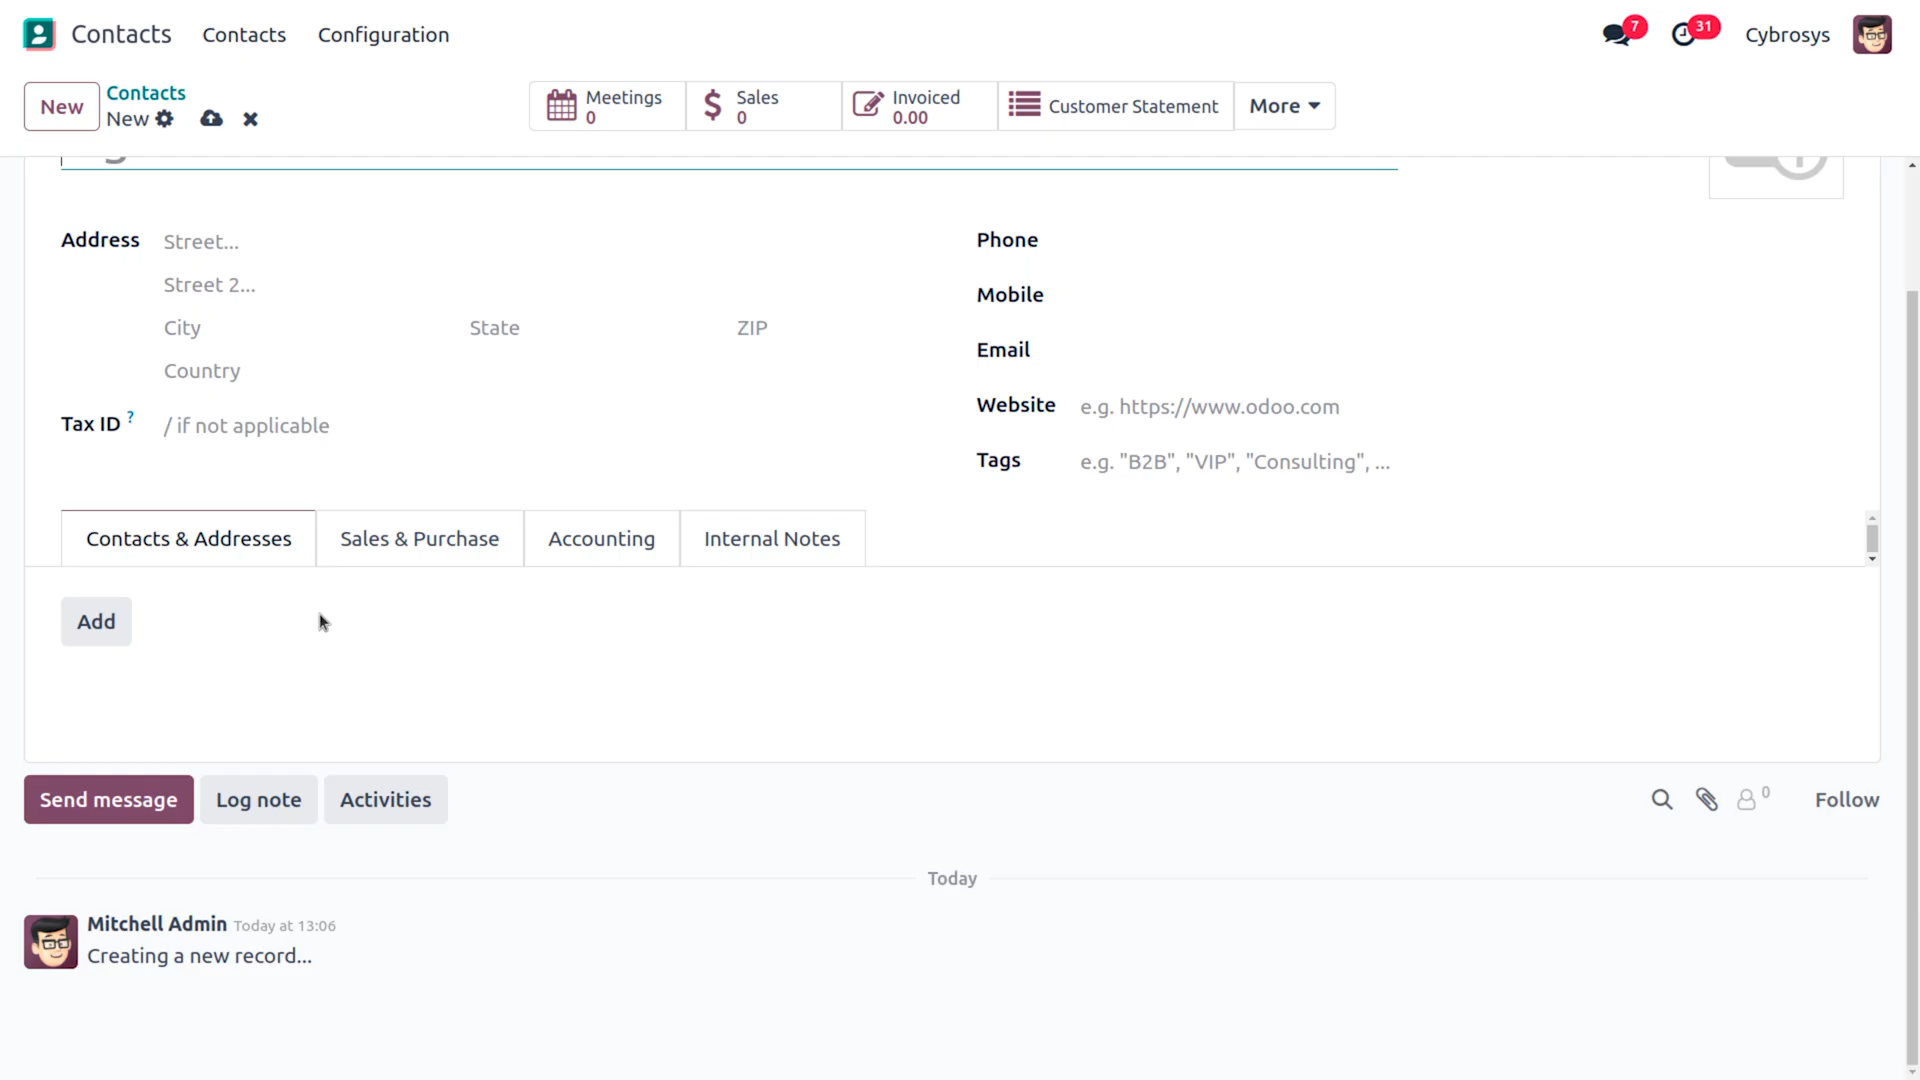 Contacts Contacts Configuration 7 31 Cybrosys
New Contacts
New
Meetings
0
Sales
0
Invoiced
0.00
Customer Statement
More
Address Street...
Street 2...
City State ZIP
Country
Tax ID ? / if not applicable
Phone
Mobile
Email
Website e.g. https://www.odoo.com
Tags e.g. "B2B", "VIP", "Consulting", ...
Contacts & Addresses Sales & Purchase Accounting Internal Notes
Add
Send message Log note Activities 0 Follow
Today
Mitchell Admin Today at 13:06
Creating a new record...